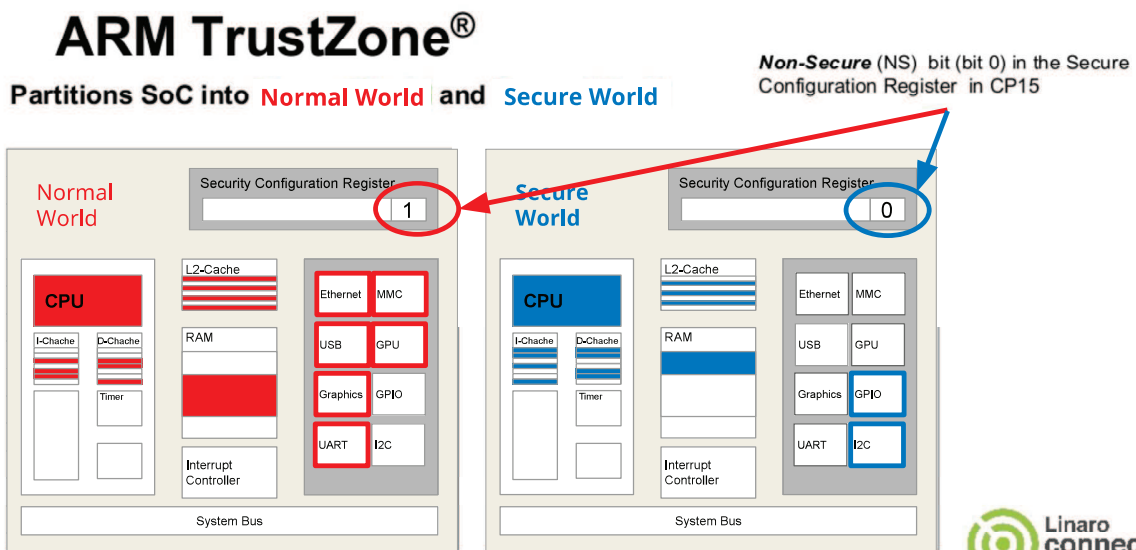 ARM TrustZone®
Non-Secure (NS) bit (bit 0) in the Secure
Configuration Register in CP15
Partitions SoC into Normal World and Secure World
Normal
World
Security Configuration Register
1
L2-Cache
CPU
I-Chache
D-Chache
Timer
RAM
Interrupt
Controller
Ethernet
MMC
USB
GPU
Graphics
GPIO
UART
I2C
System Bus
Secure
World
Security Configuration Register
0
L2-Cache
CPU
I-Chache
D-Chache
Timer
RAM
Interrupt
Controller
Ethernet
MMC
USB
GPU
Graphics
GPIO
UART
I2C
System Bus
Linaro